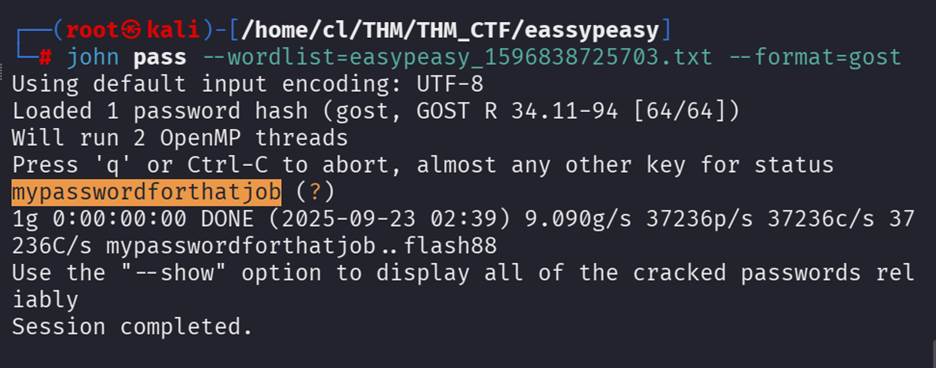 ┌──(root㉿kali)-[/home/cl/THM/THM_CTF/eassypeasy]
└─# john pass --wordlist=easypeasy_1596838725703.txt --format=gost
Using default input encoding: UTF-8
Loaded 1 password hash (gost, GOST R 34.11-94 [64/64])
Will run 2 OpenMP threads
Press 'q' or Ctrl-C to abort, almost any other key for status
mypasswordforthatjob (?)
1g 0:00:00:00 DONE (2025-09-23 02:39) 9.090g/s 37236p/s 37236c/s 37
236C/s mypasswordforthatjob..flash88
Use the "--show" option to display all of the cracked passwords rel
iably
Session completed.